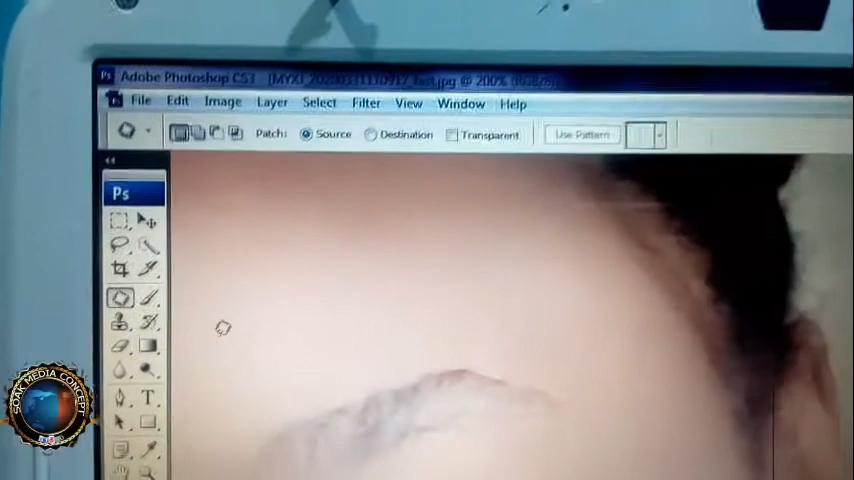 Ps Adobe Photoshop CS3
File Edit Image Layer Select Filter View Window Help
Patch: Source Destination Transparent Use Pattern
Ps
T
SOAK MEDIA CONCEPT